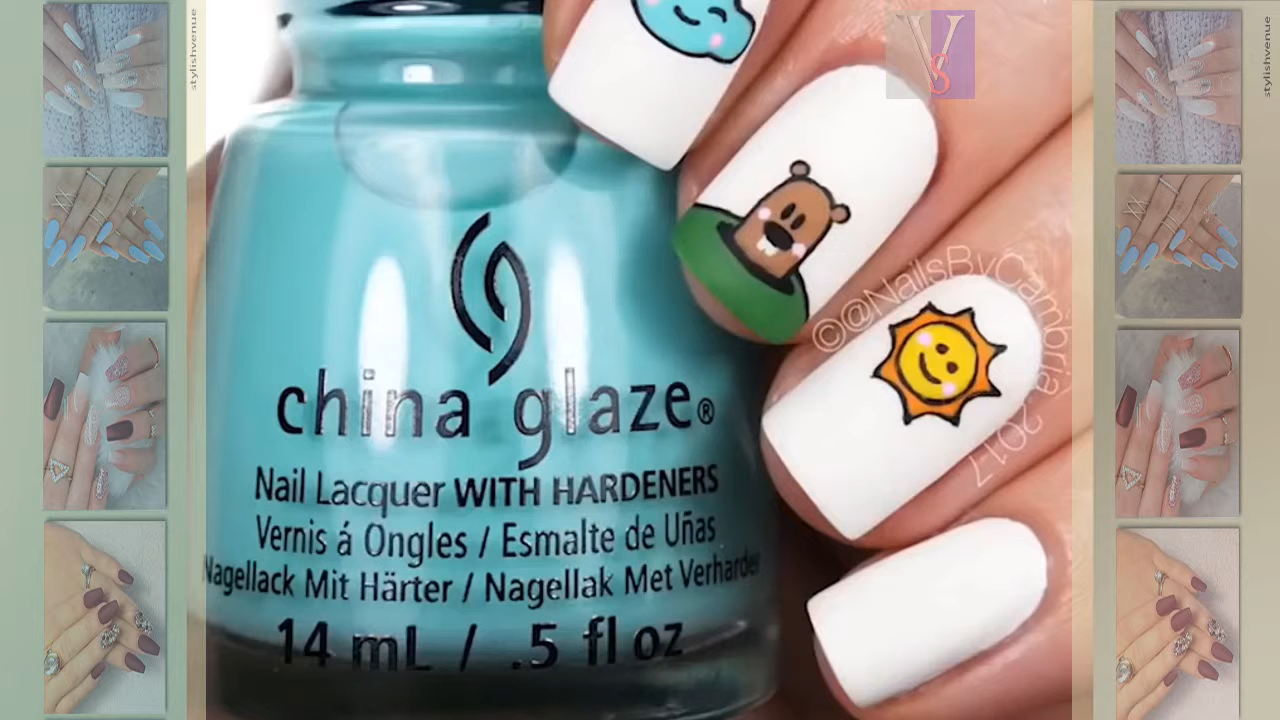 stylishvenue
VS
stylishvenue
©@NailsByCambria 2017
china glaze®
Nail Lacquer WITH HARDENERS
Vernis á Ongles / Esmalte de Uñas
Nagellack Mit Härter / Nagellak Met Verharder
14 mL / .5 fl oz